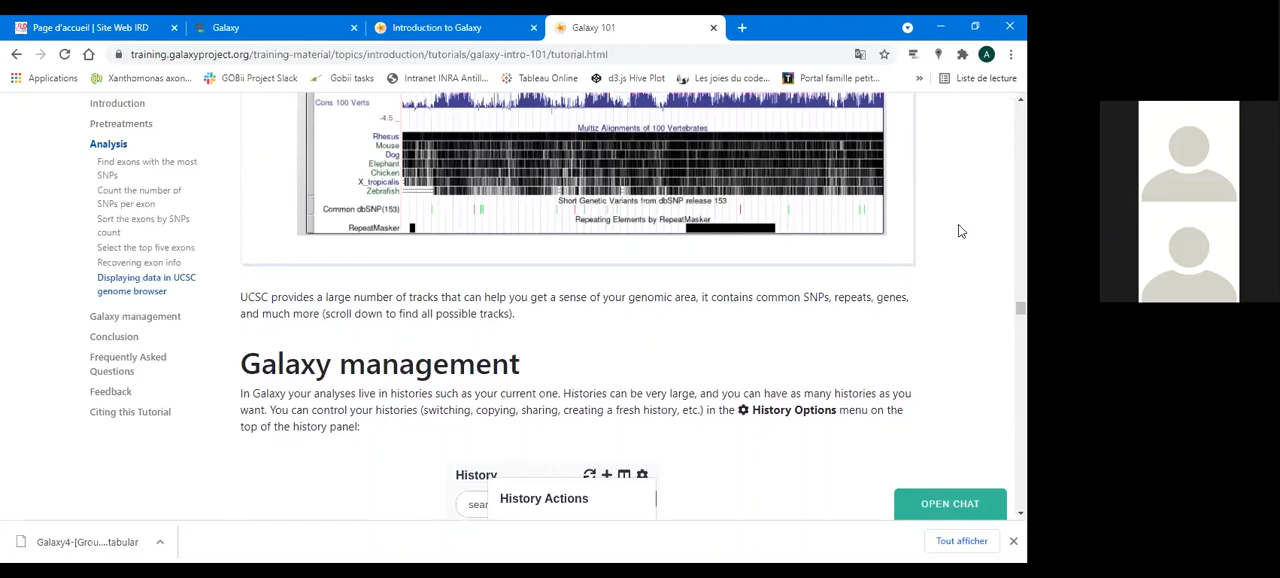 Page d'accueil | Site Web IRD
Galaxy
Introduction to Galaxy
Galaxy 101
training.galaxyproject.org/training-material/topics/introduction/tutorials/galaxy-intro-101/tutorial.html
A
Applications
Xanthomonas axon...
GOBii Project Slack
Gobii tasks
Intranet INRA Antill...
Tableau Online
d3.js Hive Plot
Les joies du code...
Portal famille petit...
»
Liste de lecture
Introduction
Pretreatments
Analysis
Find exons with the most
SNPs
Count the number of
SNPs per exon
Sort the exons by SNPs
count
Select the top five exons
Recovering exon info
Displaying data in UCSC
genome browser
Galaxy management
Conclusion
Frequently Asked
Questions
Feedback
Citing this Tutorial
Cons 100 Verts
-4.5 _
Multiz Alignments of 100 Vertebrates
Rhesus
Mouse
Dog
Elephant
Chicken
X_tropicalis
Zebrafish
Short Genetic Variants from dbSNP release 153
Common dbSNP(153)
Repeating Elements by RepeatMasker
RepeatMasker
UCSC provides a large number of tracks that can help you get a sense of your genomic area, it contains common SNPs, repeats, genes,
and much more (scroll down to find all possible tracks).
Galaxy management
In Galaxy your analyses live in histories such as your current one. Histories can be very large, and you can have as many histories as you
want. You can control your histories (switching, copying, sharing, creating a fresh history, etc.) in the History Options menu on the
top of the history panel:
History
sear
History Actions
OPEN CHAT
Galaxy4-[Grou....tabular
Tout afficher